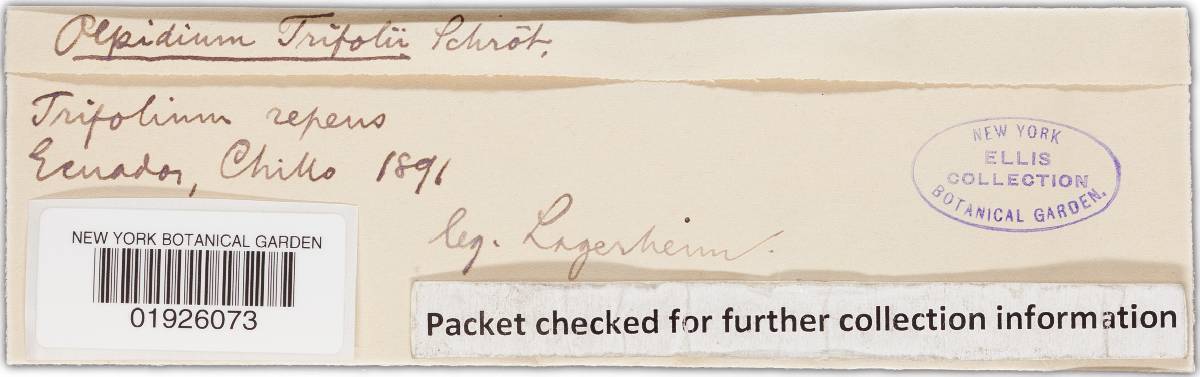 Olpidium Trifolii Schröt.
Trifolium repens
Ecuador, Chillo 1891
leg. Lagerheim.
NEW YORK
ELLIS
COLLECTION
BOTANICAL GARDEN.
NEW YORK BOTANICAL GARDEN
01926073
Packet checked for further collection information